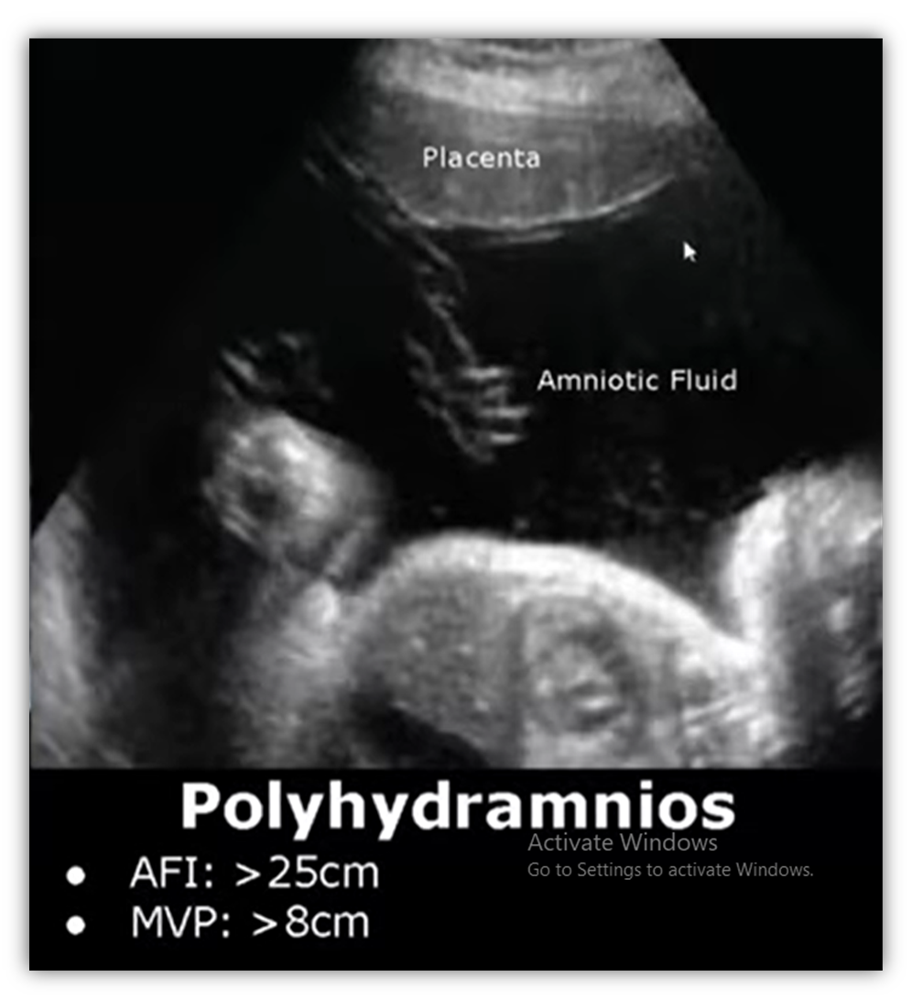 Placenta
Amniotic Fluid
Polyhydramnios
Activate Windows
Go to Settings to activate Windows.
• AFI: >25cm
• MVP: >8cm